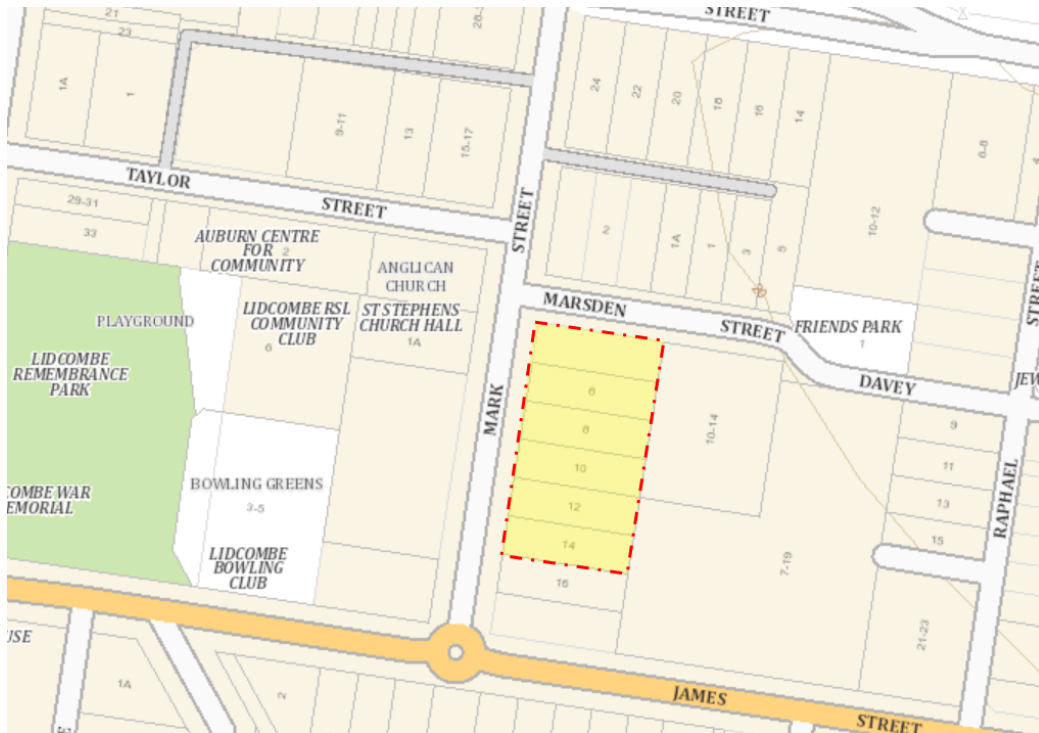 STREET
21
23
28-
1A
1
9-11
13
15-17
24
22
20
18
16
14
6-8
4
TAYLOR
STREET
STREET
10-12
29-31
33
AUBURN CENTRE
FOR
COMMUNITY
2
ANGLICAN
CHURCH
2
1A
1
3
5
STREET
PLAYGROUND
LIDCOMBE RSL
COMMUNITY
CLUB
6
ST STEPHENS
CHURCH HALL
1A
MARSDEN
STREET
FRIENDS PARK
1
LIDCOMBE
REMEMBRANCE
PARK
MARK
6
8
10
12
14
16
10-14
DAVEY
JEW
9
11
13
15
RAPHAEL
COMBE WAR
EMORIAL
BOWLING GREENS
3-5
LIDCOMBE
BOWLING
CLUB
7-19
21-23
USE
1A
2
JAMES
STREET
E